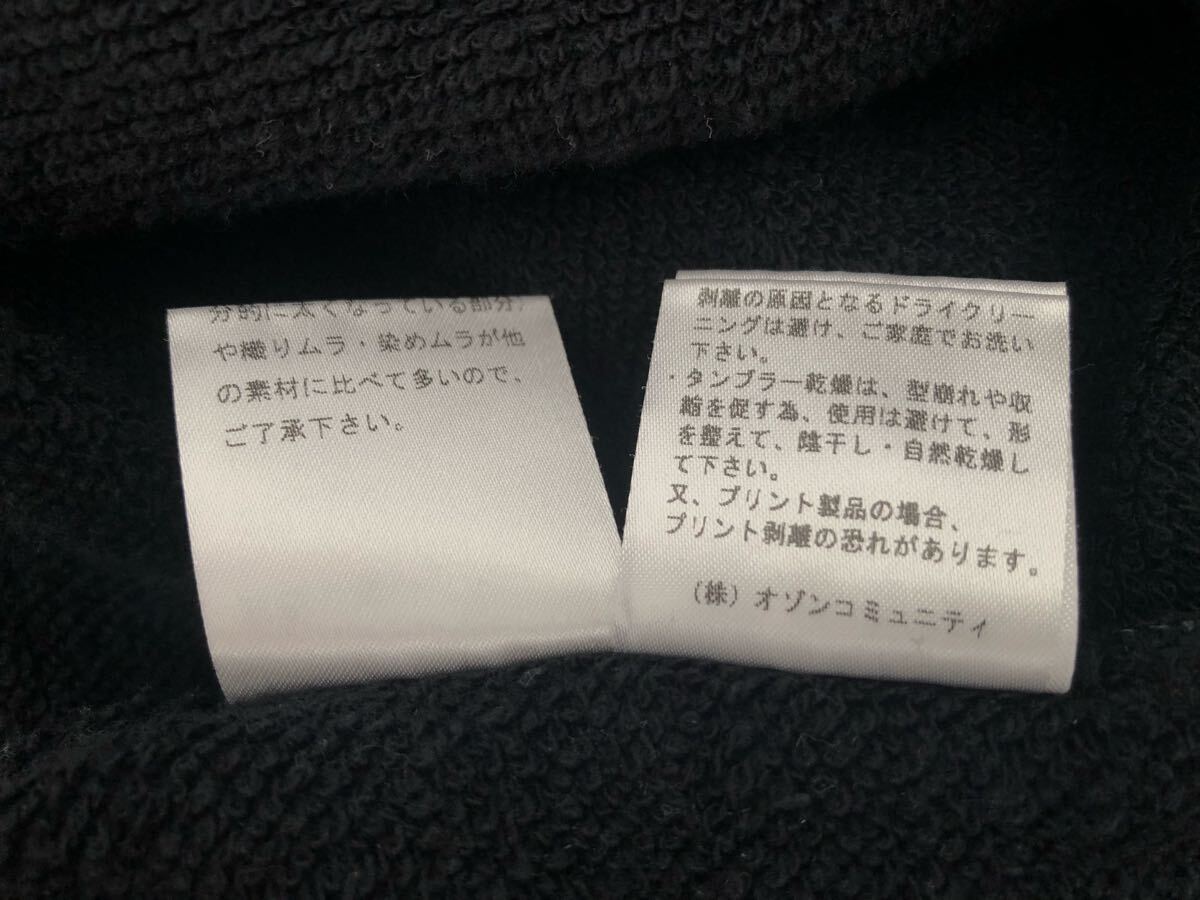 分的に太くなっている部分、
や織りムラ・染めムラが他
の素材に比べて多いので、
ご了承下さい。
剥離の原因となるドライクリー
ニングは避け、ご家庭でお洗い
下さい。
・タンブラー乾燥は、型崩れや収
縮を促す為、使用は避けて、形
を整えて、陰干し・自然乾燥し
て下さい。
又、プリント製品の場合、
プリント剥離の恐れがあります。
(株) オゾンコミュニティ